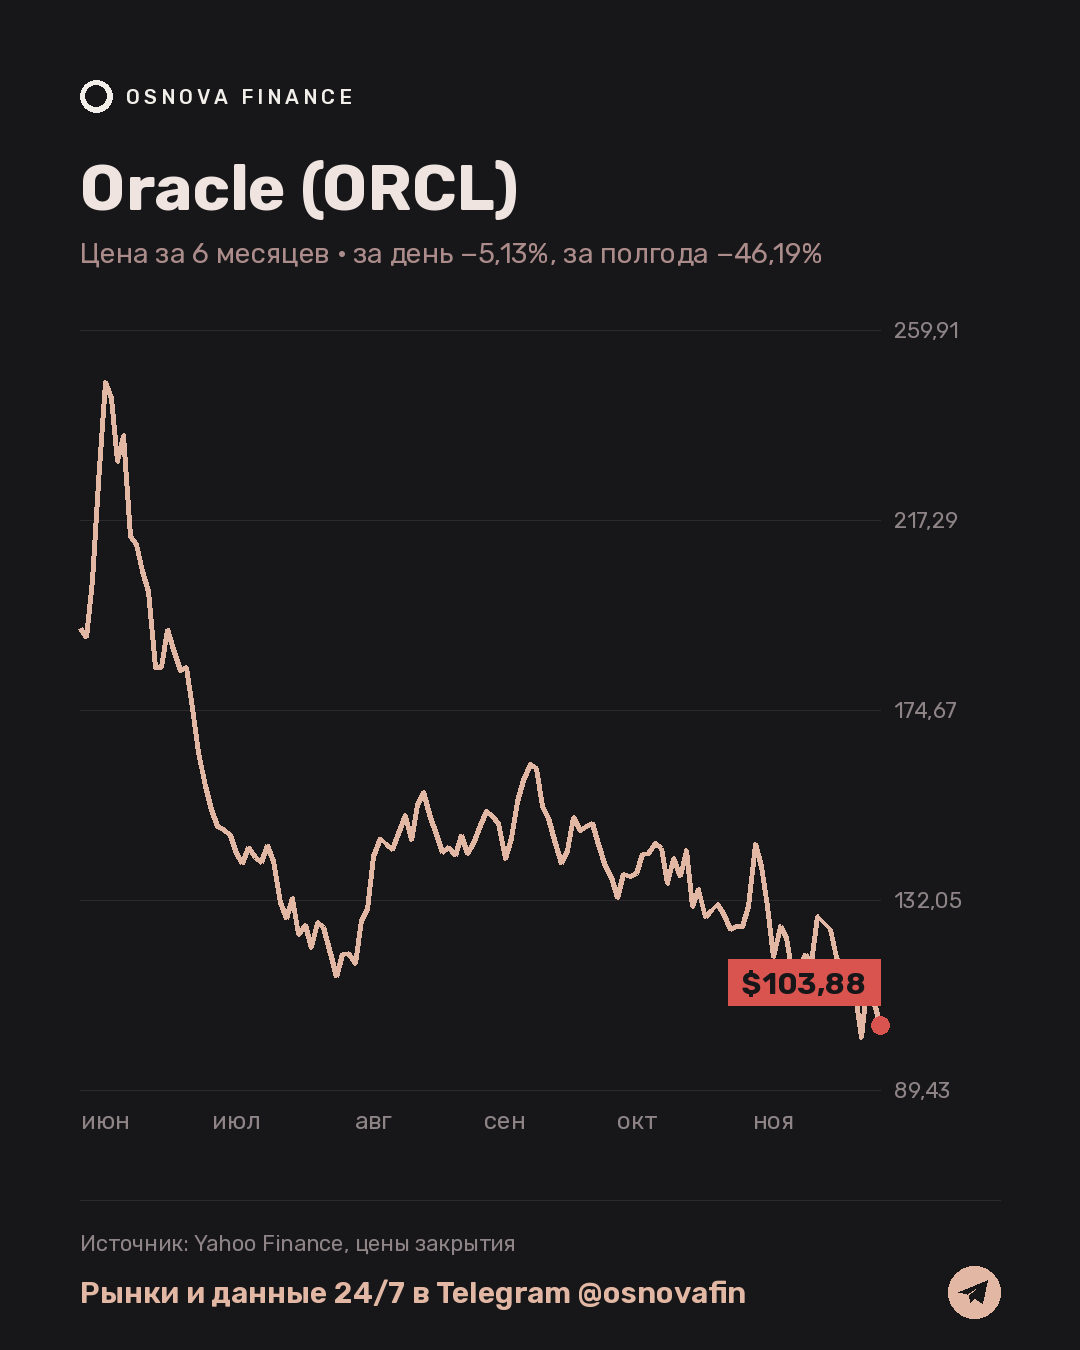 OSNOVA FINANCE
Oracle (ORCL)
Цена за 6 месяцев • за день −5,13%, за полгода −46,19%
259,91
217,29
174,67
132,05
$103,88
89,43
июн июл авг сен окт ноя
Источник: Yahoo Finance, цены закрытия
Рынки и данные 24/7 в Telegram @osnovafin